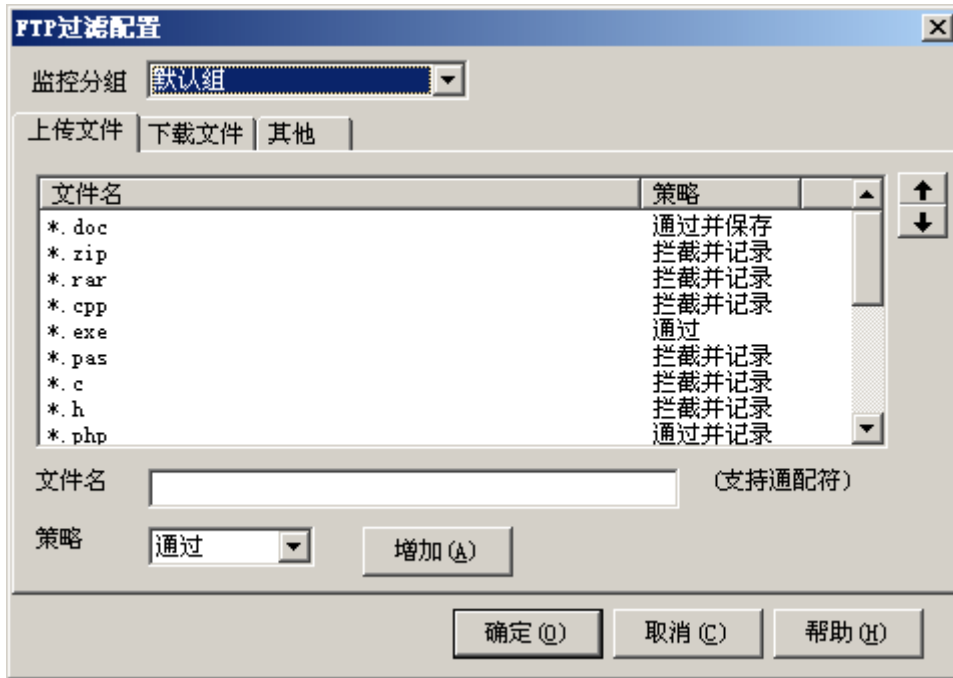 FTP过滤配置
监控分组 默认组
上传文件 下载文件 其他
文件名 策略
*.doc 通过并保存
*.zip 拦截并记录
*.rar 拦截并记录
*.cpp 拦截并记录
*.exe 通过
*.pas 拦截并记录
*.c 拦截并记录
*.h 拦截并记录
*.php 通过并记录
文件名 (支持通配符)
策略 通过 增加(A)
确定(O) 取消(C) 帮助(H)